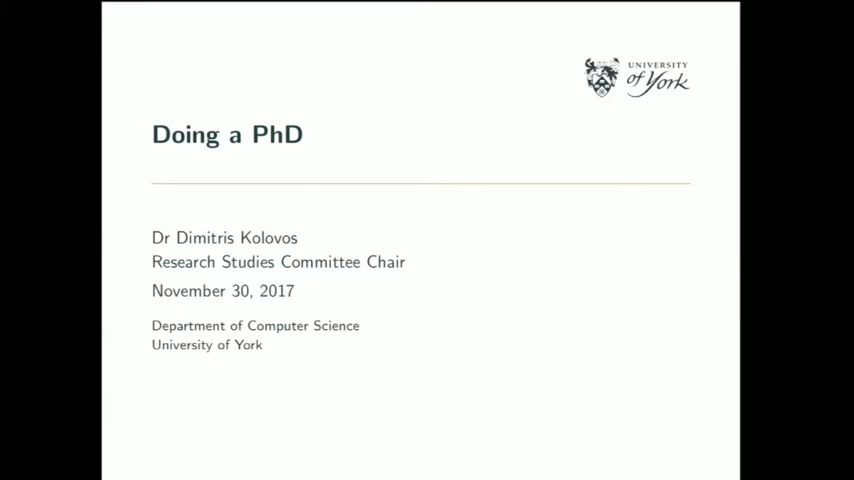 UNIVERSITY
of York
Doing a PhD
Dr Dimitris Kolovos
Research Studies Committee Chair
November 30, 2017
Department of Computer Science
University of York